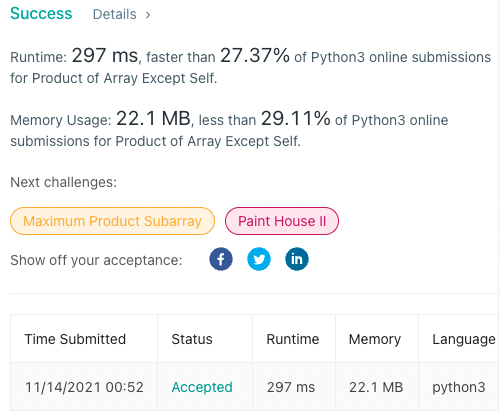 Success Details >
Runtime: 297 ms, faster than 27.37% of Python3 online submissions
for Product of Array Except Self.
Memory Usage: 22.1 MB, less than 29.11% of Python3 online
submissions for Product of Array Except Self.
Next challenges:
Maximum Product Subarray Paint House II
Show off your acceptance: f in
Time Submitted Status Runtime Memory Language
11/14/2021 00:52 Accepted 297 ms 22.1 MB python3